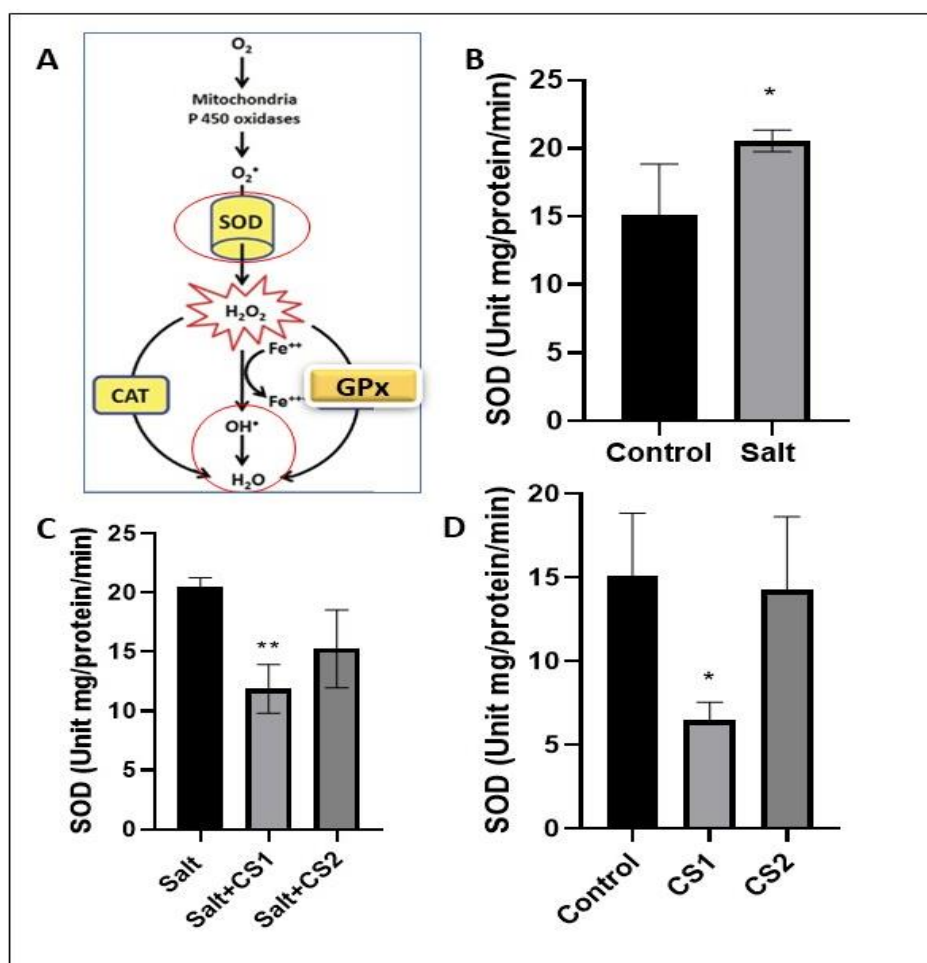 A
O₂
Mitochondria
P 450 oxidases
O₂•
SOD
H₂O₂
Fe⁺⁺
CAT
GPx
Fe⁺⁺⁺
OH•
H₂O
B
SOD (Unit mg/protein/min)
25
20
15
10
5
0
*
Control
Salt
C
SOD (Unit mg/protein/min)
25
20
15
10
5
0
**
Salt
Salt+CS1
Salt+CS2
D
SOD (Unit mg/protein/min)
20
15
10
5
0
*
Control
CS1
CS2